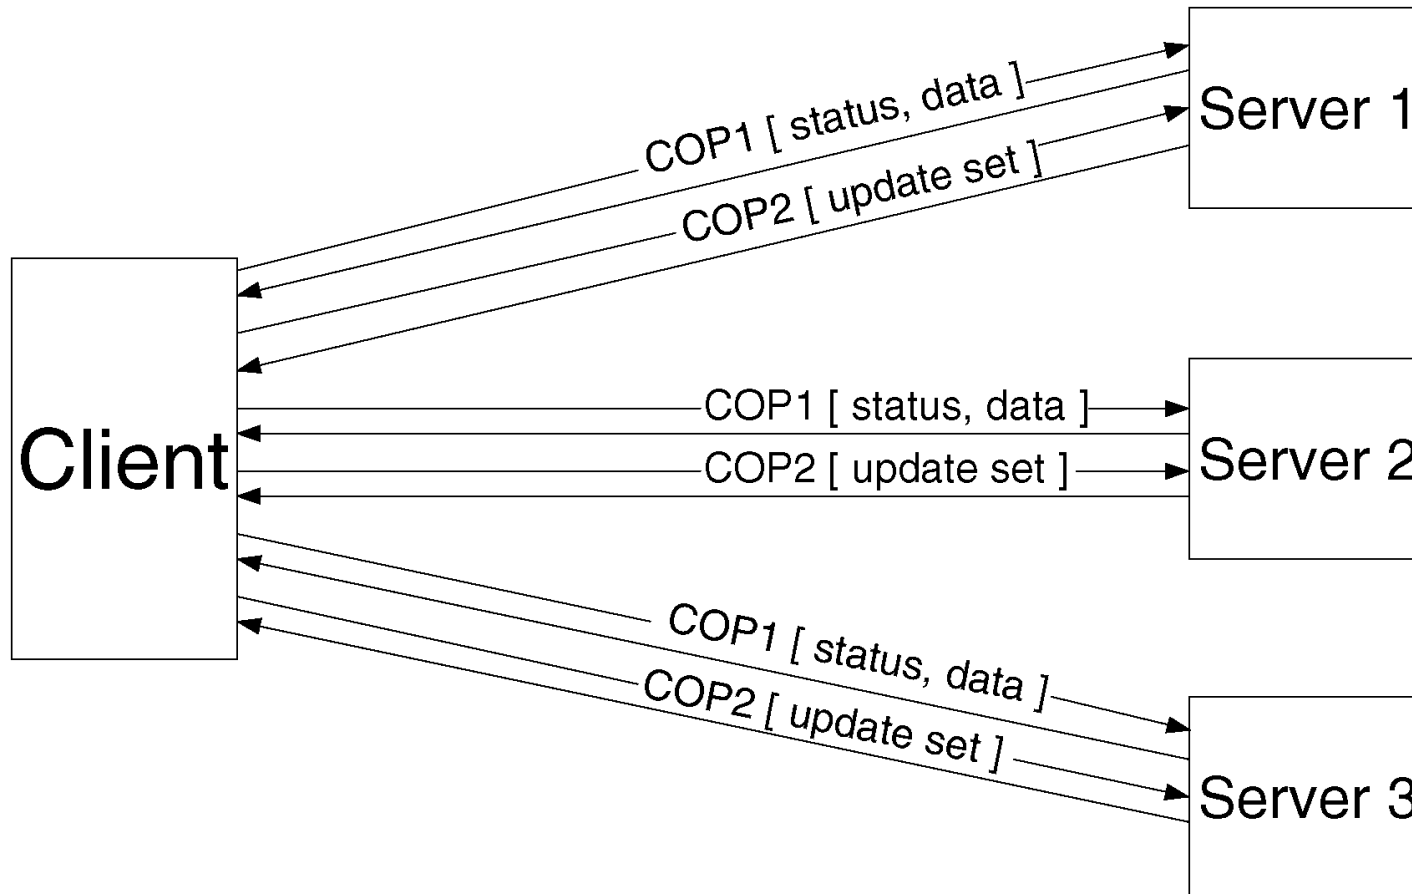 COP1 [ status, data ]
Server 1
COP2 [ update set ]
Client
COP1 [ status, data ]
COP2 [ update set ]
Server 2
COP1 [ status, data ]
COP2 [ update set ]
Server 3